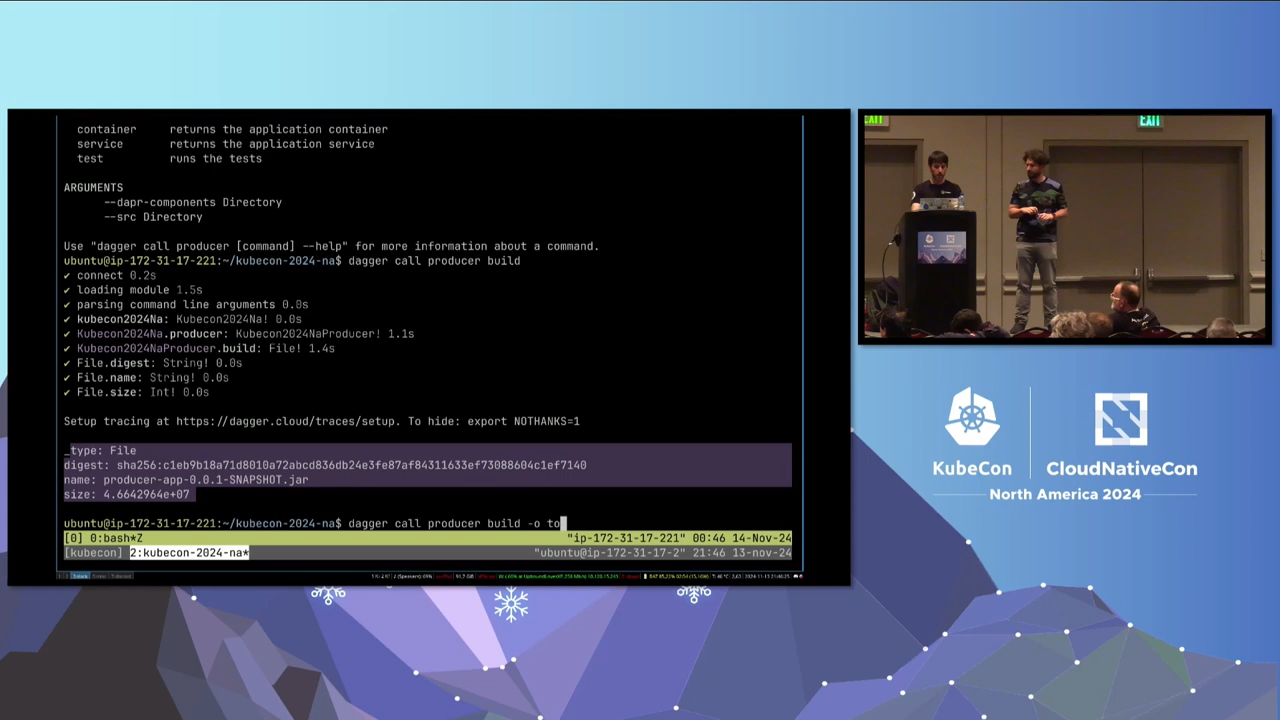 container     returns the application container
service       returns the application service
test          runs the tests
ARGUMENTS
--dapr-components Directory
--src Directory
Use "dagger call producer [command] --help" for more information about a command.
ubuntu@ip-172-31-17-221:~/kubecon-2024-na$ dagger call producer build
✔ connect 0.2s
✔ loading module 1.5s
✔ parsing command line arguments 0.0s
✔ kubecon2024Na: Kubecon2024Na! 0.0s
✔ Kubecon2024Na.producer: Kubecon2024NaProducer! 1.1s
✔ Kubecon2024NaProducer.build: File! 1.4s
✔ File.digest: String! 0.0s
✔ File.name: String! 0.0s
✔ File.size: Int! 0.0s
Setup tracing at https://dagger.cloud/traces/setup. To hide: export NOTHANKS=1
_type: File
digest: sha256:c1eb9b18a71d8010a72abcd836db24e3fe87af84311633ef73088604c1ef7140
name: producer-app-0.0.1-SNAPSHOT.jar
size: 4.6642964e+07
ubuntu@ip-172-31-17-221:~/kubecon-2024-na$ dagger call producer build -o to
[0] 0:bash*Z "ip-172-31-17-221" 00:46 14-Nov-24
[kubecon] 2:kubecon-2024-na* "ubuntu@ip-172-31-17-2" 21:46 13-nov-24
EXIT
EXIT
KubeCon
CloudNativeCon
North America 2024